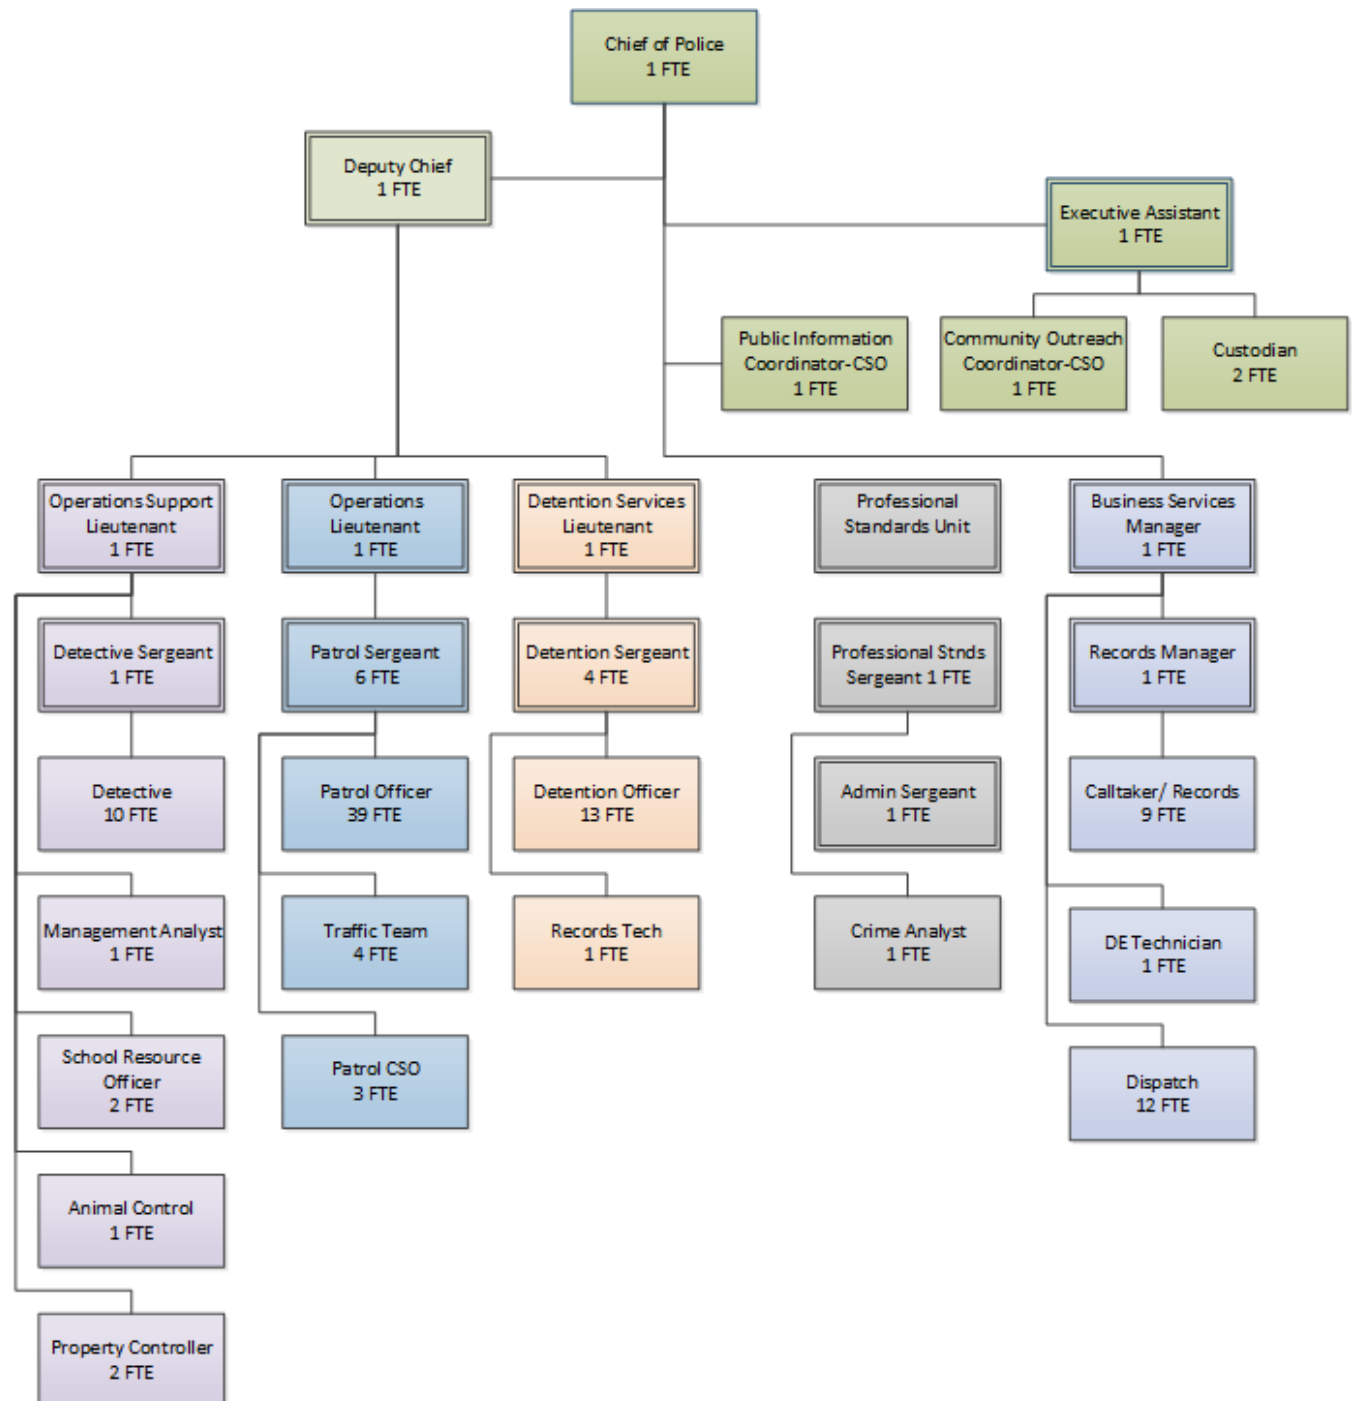 Chief of Police
1 FTE
Deputy Chief
1 FTE
Executive Assistant
1 FTE
Public Information
Coordinator-CSO
1 FTE
Community Outreach
Coordinator-CSO
1 FTE
Custodian
2 FTE
Operations Support
Lieutenant
1 FTE
Operations
Lieutenant
1 FTE
Detention Services
Lieutenant
1 FTE
Professional
Standards Unit
Business Services
Manager
1 FTE
Detective Sergeant
1 FTE
Patrol Sergeant
6 FTE
Detention Sergeant
4 FTE
Professional Stnds
Sergeant 1 FTE
Records Manager
1 FTE
Detective
10 FTE
Patrol Officer
39 FTE
Detention Officer
13 FTE
Admin Sergeant
1 FTE
Calltaker/ Records
9 FTE
Management Analyst
1 FTE
Traffic Team
4 FTE
Records Tech
1 FTE
Crime Analyst
1 FTE
DE Technician
1 FTE
School Resource
Officer
2 FTE
Patrol CSO
3 FTE
Dispatch
12 FTE
Animal Control
1 FTE
Property Controller
2 FTE